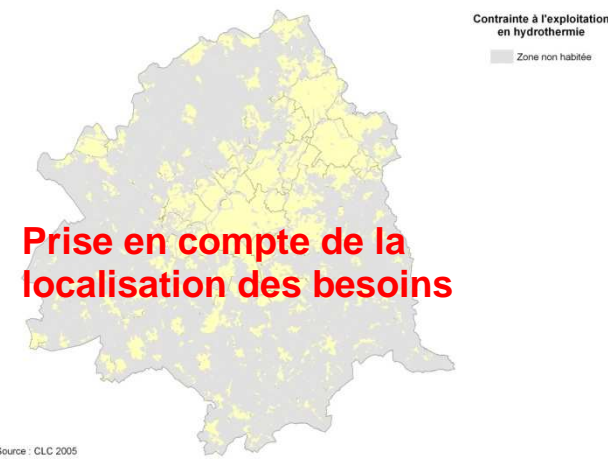 Contrainte à l'exploitation
en hydrothermie
Zone non habitée
Prise en compte de la
localisation des besoins
Source : CLC 2005